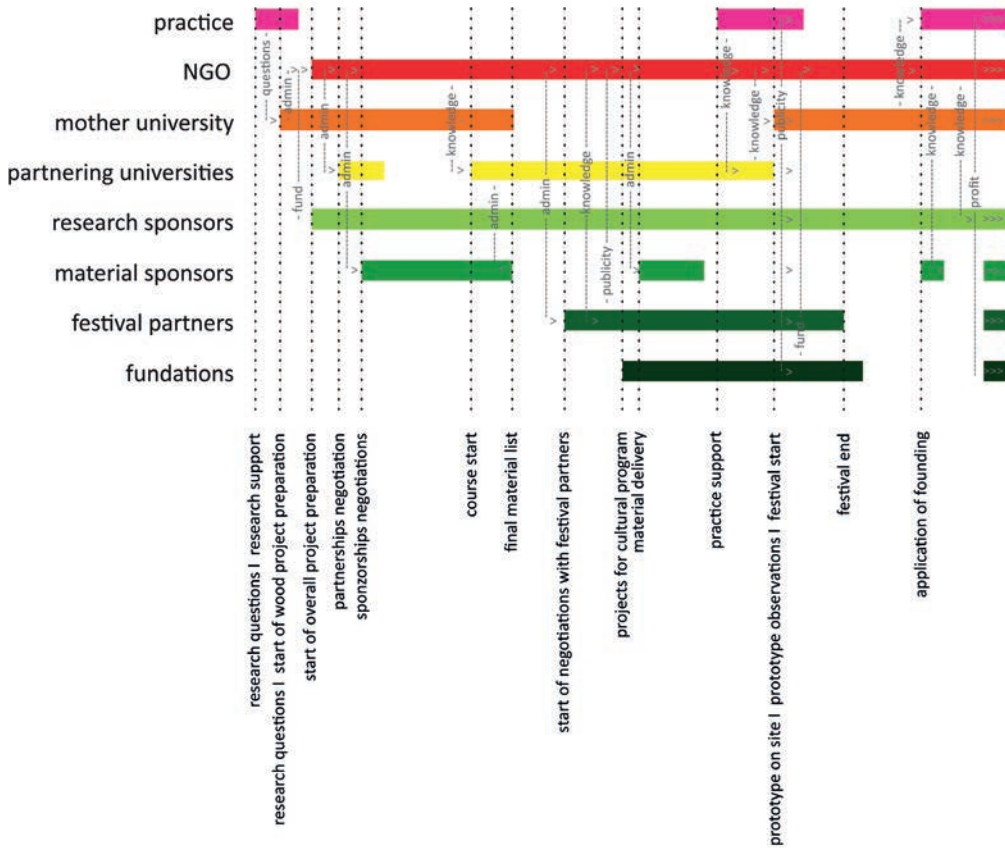 practice
NGO
mother university
partnering universities
research sponsors
material sponsors
festival partners
fundations
- questions -
- admin -
- fund
admin
admin
- knowledge -
admin -
admin
- knowledge
- publicity
admin
- knowledge-
- knowledge -
publicity
- fund
- knowledge ---
- knowledge -
- knowledge -
profit
>>>
>>>
>>>
>>>
>>>
>>>
>>>
research questions I research support
research questions I start of wood project preparation
start of overall project preparation
partnerships negotiation
sponzorships negotiations
course start
final material list
start of negotiations with festival partners
projects for cultural program
material delivery
practice support
prototype on site I prototype observations I festival start
festival end
application of founding